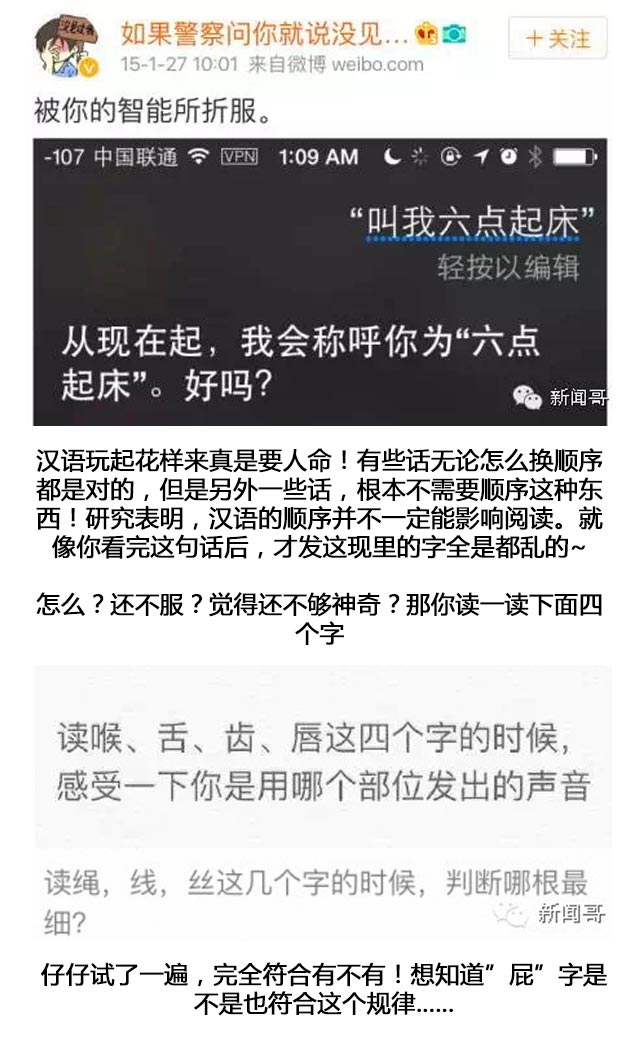 如果警察问你就说没见...
+关注
15-1-27 10:01 来自微博 weibo.com
被你的智能所折服。
-107 中国联通 VPN 1:09 AM
“叫我六点起床”
轻按以编辑
从现在起，我会称呼你为“六点
起床”。好吗？
新闻哥
汉语玩起花样来真是要人命！有些话无论怎么换顺序
都是对的，但是另外一些话，根本不需要顺序这种东
西！研究表明，汉语的顺序并不一定能影响阅读。就
像你看完这句话后，才发这现里的字全是都乱的~
怎么？还不服？觉得还不够神奇？那你读一读下面四
个字
读喉、舌、齿、唇这四个字的时候，
感受一下你是用哪个部位发出的声音
读绳，线，丝这几个字的时候，判断哪根最
细？
新闻哥
仔仔试了一遍，完全符合有不有！想知道”屁”字是
不是也符合这个规律......